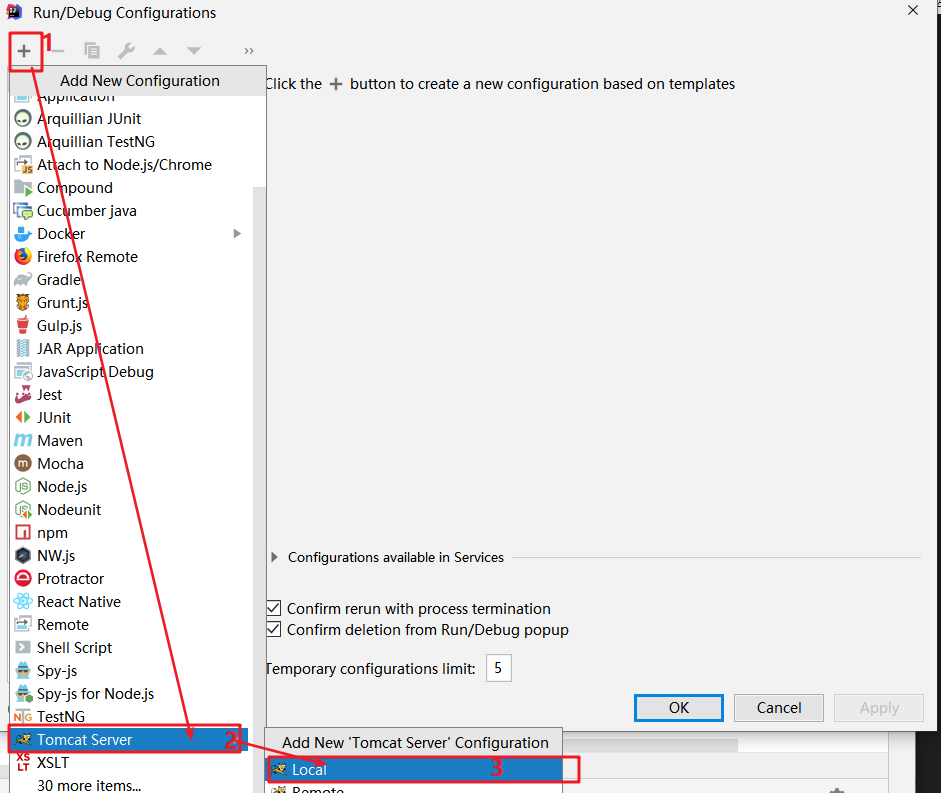 Run/Debug Configurations
1
Add New Configuration
Click the + button to create a new configuration based on templates
Application
Arquillian JUnit
Arquillian TestNG
Attach to Node.js/Chrome
Compound
Cucumber java
Docker
Firefox Remote
Gradle
Grunt.js
Gulp.js
JAR Application
JavaScript Debug
Jest
JUnit
Maven
Mocha
Node.js
Nodeunit
npm
NW.js
Protractor
React Native
Remote
Shell Script
Spy-js
Spy-js for Node.js
TestNG
Tomcat Server 2
XSLT
30 more items...
Configurations available in Services
Confirm rerun with process termination
Confirm deletion from Run/Debug popup
Temporary configurations limit: 5
OK Cancel Apply
Add New 'Tomcat Server' Configuration
Local 3
Remote